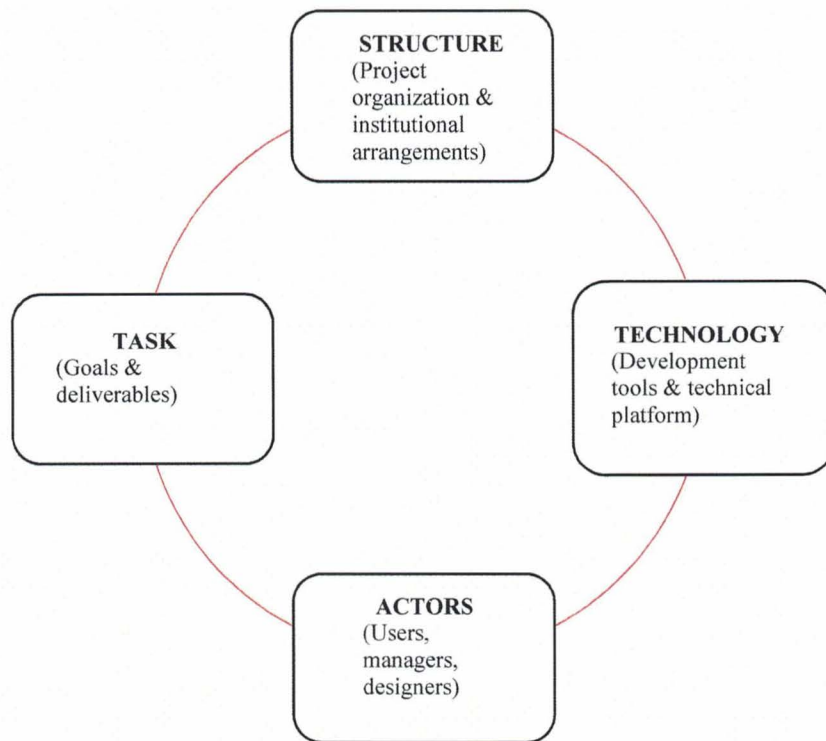 STRUCTURE
(Project
organization &
institutional
arrangements)
TASK
(Goals &
deliverables)
TECHNOLOGY
(Development
tools & technical
platform)
ACTORS
(Users,
managers,
designers)